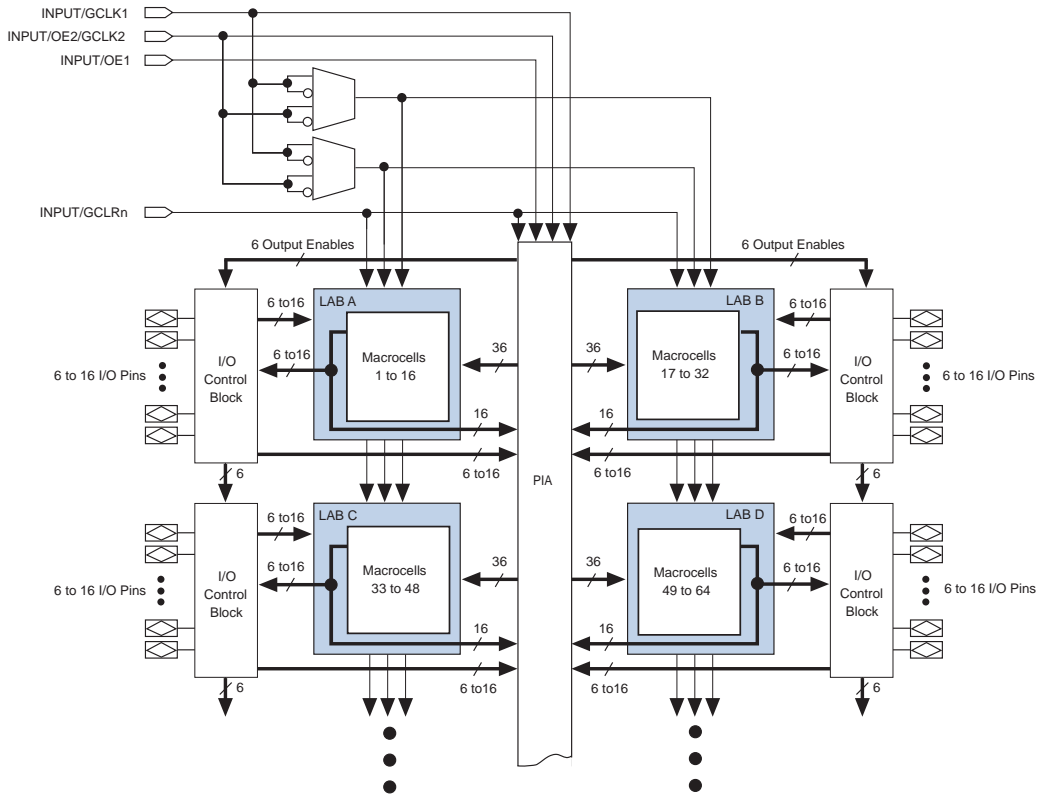 INPUT/GCLK1
INPUT/OE2/GCLK2
INPUT/OE1
INPUT/GCLRn
6 Output Enables
6 Output Enables
6 to16
LAB A
LAB B
6 to16
6 to 16 I/O Pins
I/O
Control
Block
6 to16
Macrocells
1 to 16
36
36
Macrocells
17 to 32
6 to16
I/O
Control
Block
6 to 16 I/O Pins
16
16
6 to16
6 to16
PIA
6
6
6 to16
LAB C
LAB D
6 to16
6 to 16 I/O Pins
I/O
Control
Block
6 to16
Macrocells
33 to 48
36
36
Macrocells
49 to 64
6 to16
I/O
Control
Block
6 to 16 I/O Pins
16
16
6 to16
6 to16
6
6